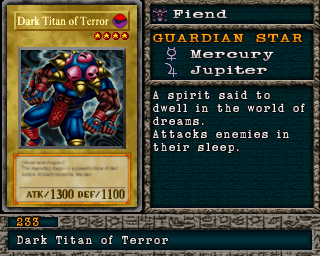 Dark Titan of Terror
ATK/1300 DEF/1100
Fiend
GUARDIAN STAR
Mercury
Jupiter
A spirit said to
dwell in the world of
dreams.
Attacks enemies in
their sleep.
233
Dark Titan of Terror